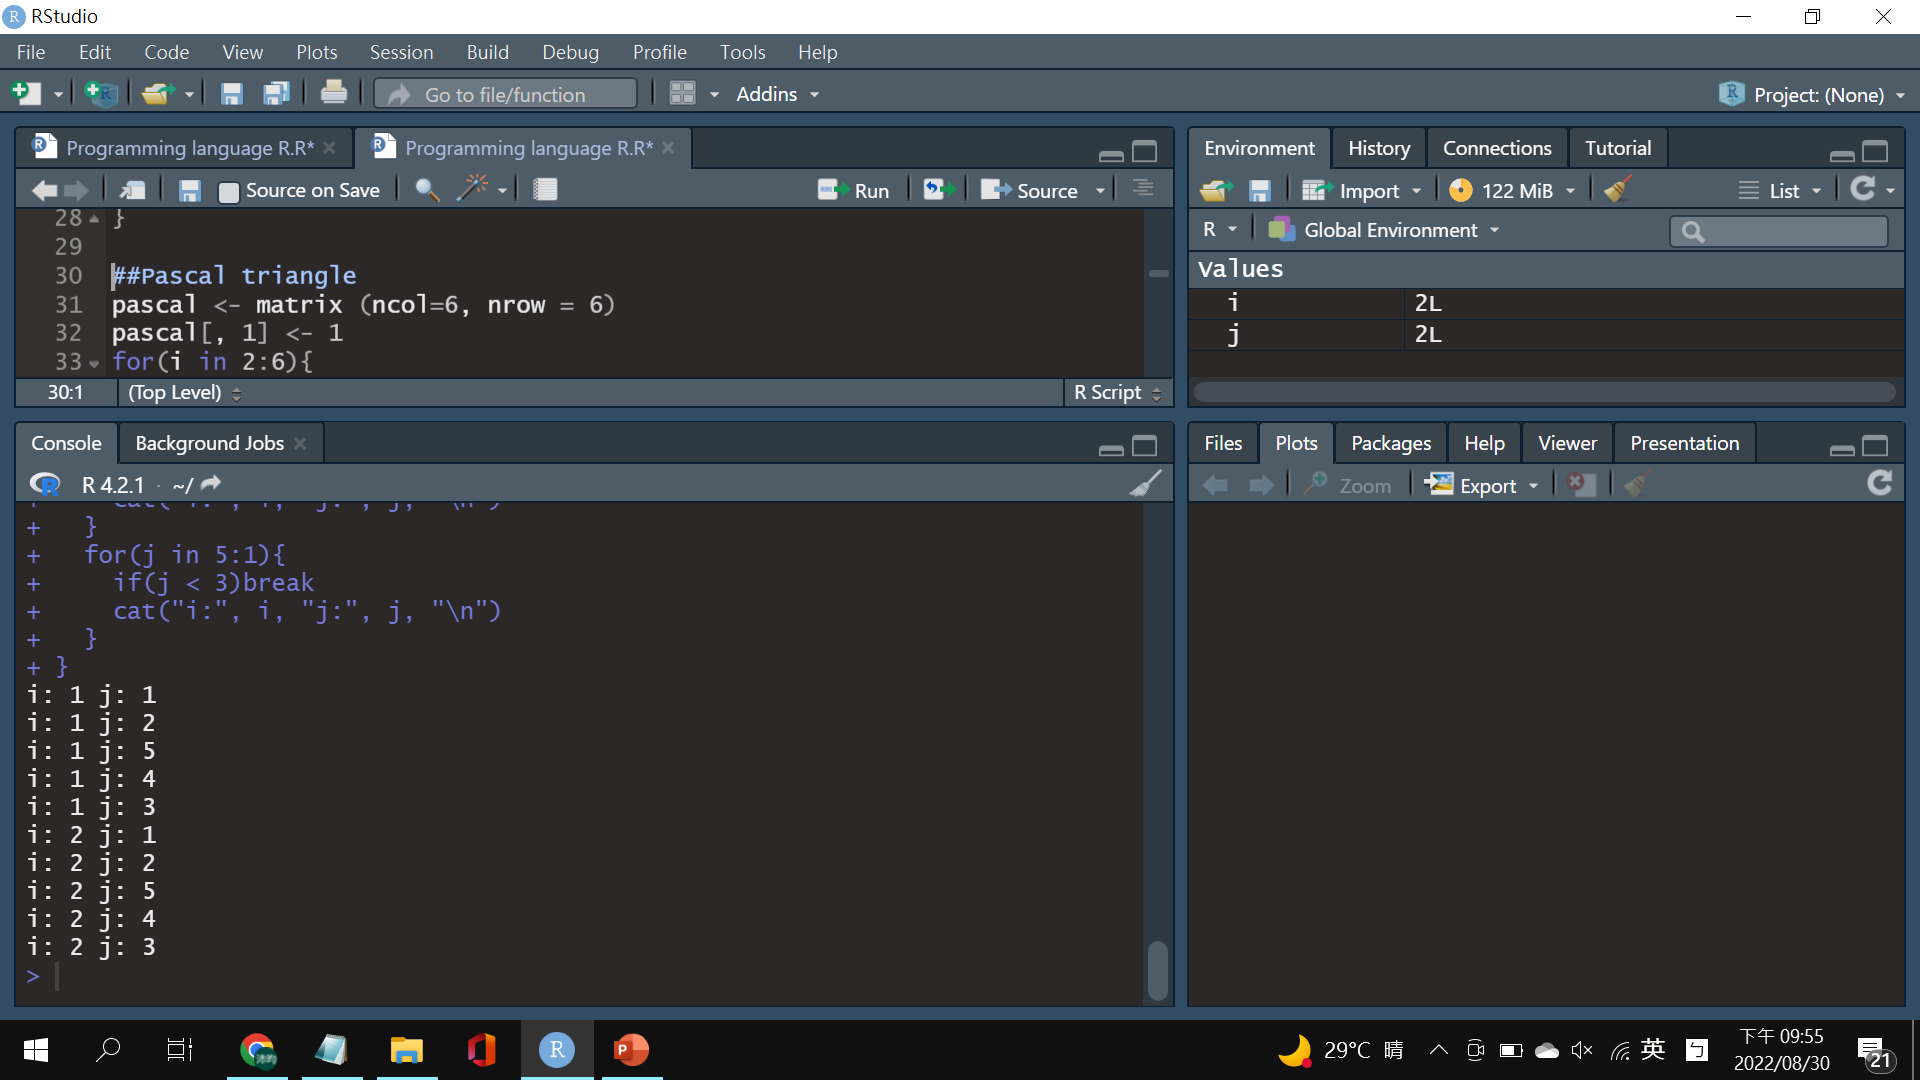 RStudio
File Edit Code View Plots Session Build Debug Profile Tools Help
Go to file/function Addins Project: (None)
Programming language R.R* Programming language R.R*
Source on Save Run Source
28 }
29
30 ##Pascal triangle
31 pascal <- matrix (ncol=6, nrow = 6)
32 pascal[, 1] <- 1
33 for(i in 2:6){
30:1 (Top Level) R Script
Environment History Connections Tutorial
Import 122 MiB List
R Global Environment
Values
i 2L
j 2L
Console Background Jobs
R 4.2.1 · ~/
+ cat("i:", i, "j:", j, "\n")
+ }
+ for(j in 5:1){
+ if(j < 3)break
+ cat("i:", i, "j:", j, "\n")
+ }
+ }
i: 1 j: 1
i: 1 j: 2
i: 1 j: 5
i: 1 j: 4
i: 1 j: 3
i: 2 j: 1
i: 2 j: 2
i: 2 j: 5
i: 2 j: 4
i: 2 j: 3
>
Files Plots Packages Help Viewer Presentation
Zoom Export
29°C 晴 英 ㄅ 下午 09:55
2022/08/30
21